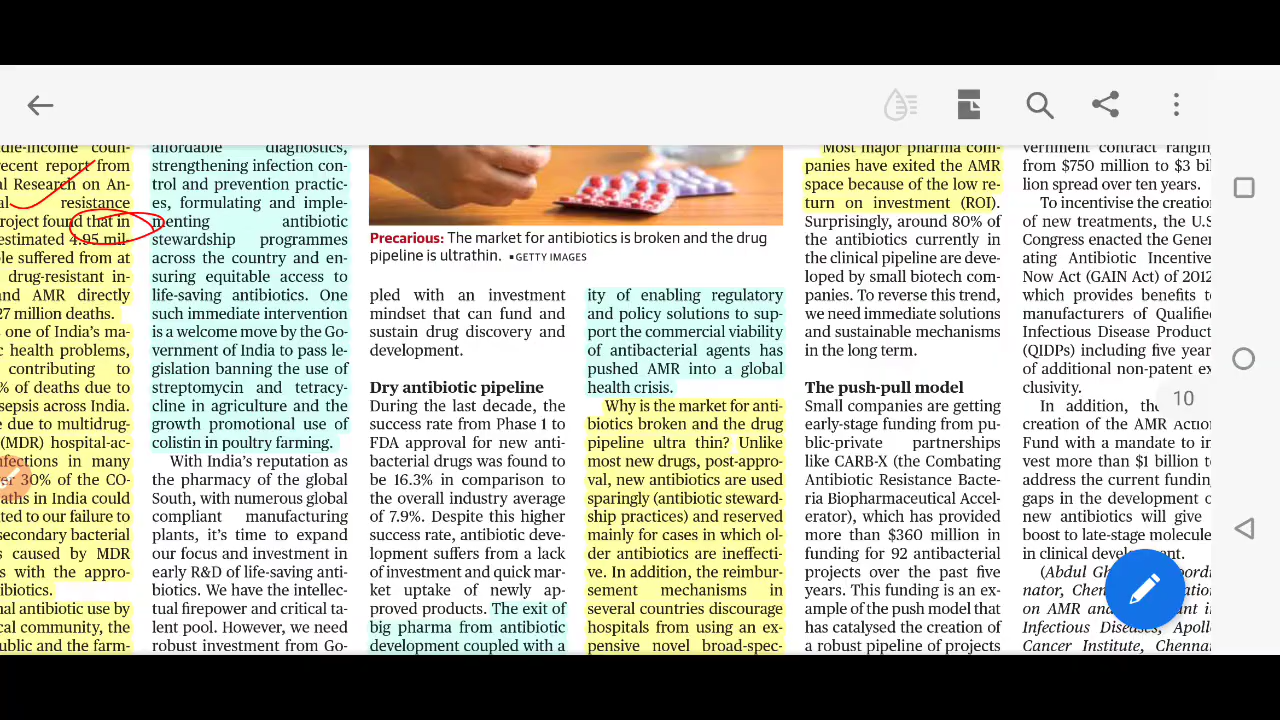 dle-income coun-
recent report from
al Research on An-
al resistance
roject found that in
estimated 4.95 mil-
le suffered from at
drug-resistant in-
and AMR directly
27 million deaths.
one of India's ma-
c health problems,
contributing to
% of deaths due to
sepsis across India.
e due to multidrug-
(MDR) hospital-ac-
fections in many
er 30% of the CO-
aths in India could
ted to our failure to
secondary bacterial
s caused by MDR
s with the appro-
ibiotics.
nal antibiotic use by
cal community, the
ublic and the farm-
affordable diagnostics,
strengthening infection con-
trol and prevention practic-
es, formulating and imple-
menting antibiotic
stewardship programmes
across the country and en-
suring equitable access to
life-saving antibiotics. One
such immediate intervention
is a welcome move by the Go-
vernment of India to pass le-
gislation banning the use of
streptomycin and tetracy-
cline in agriculture and the
growth promotional use of
colistin in poultry farming.
With India's reputation as
the pharmacy of the global
South, with numerous global
compliant manufacturing
plants, it's time to expand
our focus and investment in
early R&D of life-saving anti-
biotics. We have the intellec-
tual firepower and critical ta-
lent pool. However, we need
robust investment from Go-
Precarious: The market for antibiotics is broken and the drug
pipeline is ultrathin. ▪GETTY IMAGES
pled with an investment
mindset that can fund and
sustain drug discovery and
development.
Dry antibiotic pipeline
During the last decade, the
success rate from Phase 1 to
FDA approval for new anti-
bacterial drugs was found to
be 16.3% in comparison to
the overall industry average
of 7.9%. Despite this higher
success rate, antibiotic deve-
lopment suffers from a lack
of investment and quick mar-
ket uptake of newly ap-
proved products. The exit of
big pharma from antibiotic
development coupled with a
ity of enabling regulatory
and policy solutions to sup-
port the commercial viability
of antibacterial agents has
pushed AMR into a global
health crisis.
Why is the market for anti-
biotics broken and the drug
pipeline ultra thin? Unlike
most new drugs, post-appro-
val, new antibiotics are used
sparingly (antibiotic steward-
ship practices) and reserved
mainly for cases in which ol-
der antibiotics are ineffecti-
ve. In addition, the reimbur-
sement mechanisms in
several countries discourage
hospitals from using an ex-
pensive novel broad-spec-
Most major pharma com-
panies have exited the AMR
space because of the low re-
turn on investment (ROI).
Surprisingly, around 80% of
the antibiotics currently in
the clinical pipeline are deve-
loped by small biotech com-
panies. To reverse this trend,
we need immediate solutions
and sustainable mechanisms
in the long term.
The push-pull model
Small companies are getting
early-stage funding from pu-
blic-private partnerships
like CARB-X (the Combating
Antibiotic Resistance Bacte-
ria Biopharmaceutical Accel-
erator), which has provided
more than $360 million in
funding for 92 antibacterial
projects over the past five
years. This funding is an ex-
ample of the push model that
has catalysed the creation of
a robust pipeline of projects
vernment contract ranging
from $750 million to $3 bil
lion spread over ten years.
To incentivise the creation
of new treatments, the U.S
Congress enacted the Gener
ating Antibiotic Incentive
Now Act (GAIN Act) of 2012
which provides benefits to
manufacturers of Qualified
Infectious Disease Product
(QIDPs) including five year
of additional non-patent ex
clusivity.
In addition, the
creation of the AMR Action
Fund with a mandate to in
vest more than $1 billion to
address the current funding
gaps in the development of
new antibiotics will give
boost to late-stage molecule
in clinical
(Abdul
nator,
on AMR and
Infectious Apoll
Cancer Institute, Chennai
10